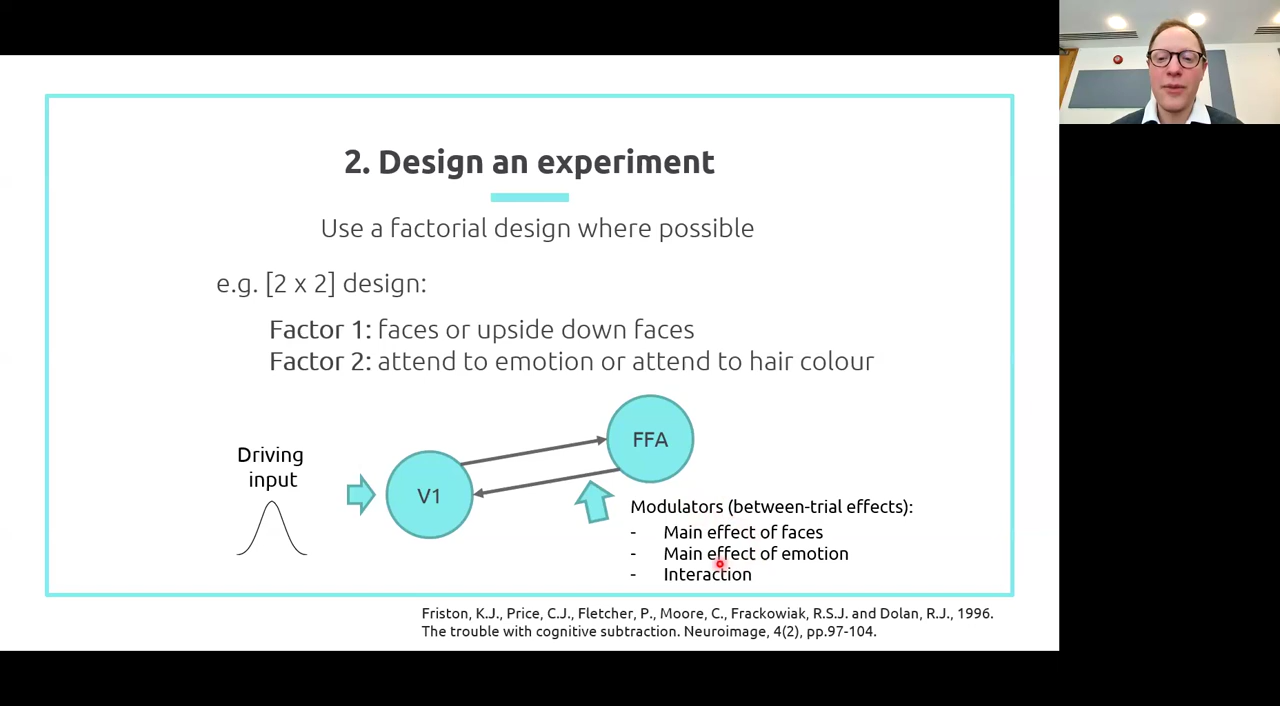 2. Design an experiment
Use a factorial design where possible
e.g. [2 x 2] design:
Factor 1: faces or upside down faces
Factor 2: attend to emotion or attend to hair colour
Driving
input
V1
FFA
Modulators (between-trial effects):
- Main effect of faces
- Main effect of emotion
- Interaction
Friston, K.J., Price, C.J., Fletcher, P., Moore, C., Frackowiak, R.S.J. and Dolan, R.J., 1996.
The trouble with cognitive subtraction. Neuroimage, 4(2), pp.97-104.